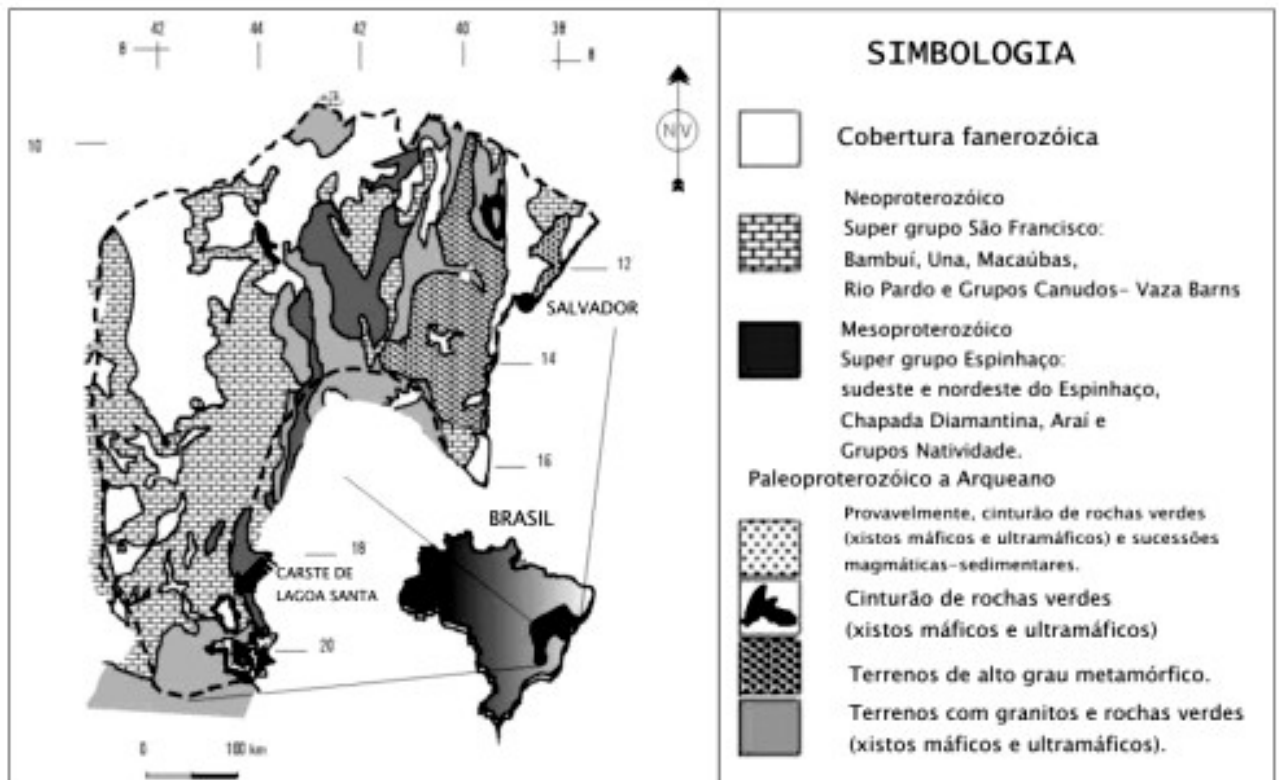 42 44 42 40 38
8 8
10
N V
12
SALVADOR
14
16
BRASIL
18
CARSTE DE
LAGOA SANTA
20
0 100 km
SIMBOLOGIA
Cobertura fanerozóica
Neoproterozóico
Super grupo São Francisco:
Bambuí, Una, Macaúbas,
Rio Pardo e Grupos Canudos- Vaza Barns
Mesoproterozóico
Super grupo Espinhaço:
sudeste e nordeste do Espinhaço,
Chapada Diamantina, Araí e
Grupos Natividade.
Paleoproterozóico a Arqueano
Provavelmente, cinturão de rochas verdes
(xistos máficos e ultramáficos) e sucessões
magmáticas-sedimentares.
Cinturão de rochas verdes
(xistos máficos e ultramáficos)
Terrenos de alto grau metamórfico.
Terrenos com granitos e rochas verdes
(xistos máficos e ultramáficos).